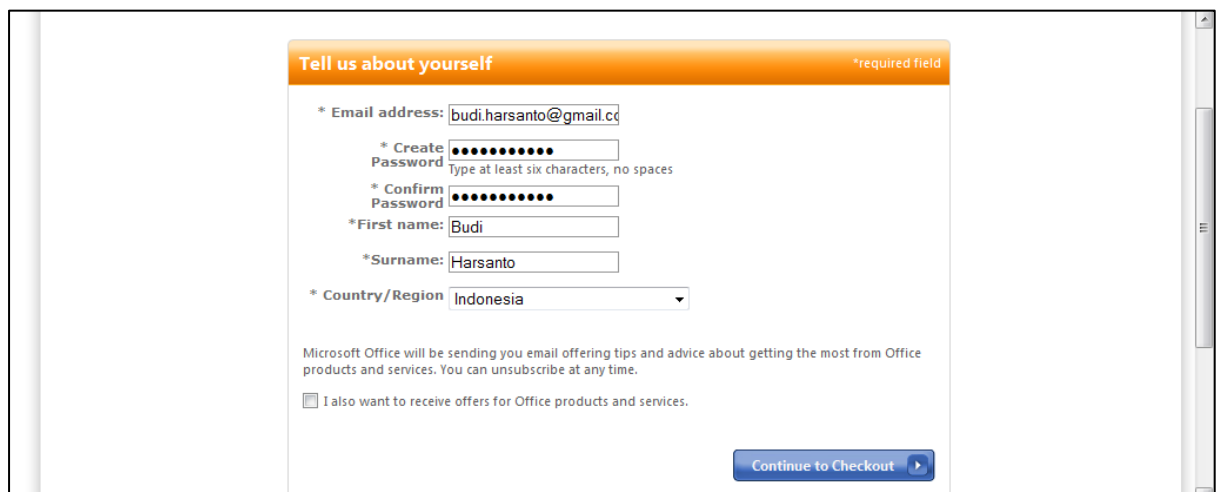 Tell us about yourself *required field
* Email address: budi.harsanto@gmail.co
* Create
Password ●●●●●●●●●●●
Type at least six characters, no spaces
* Confirm
Password ●●●●●●●●●●●
*First name: Budi
*Surname: Harsanto
* Country/Region Indonesia
Microsoft Office will be sending you email offering tips and advice about getting the most from Office
products and services. You can unsubscribe at any time.
I also want to receive offers for Office products and services.
Continue to Checkout